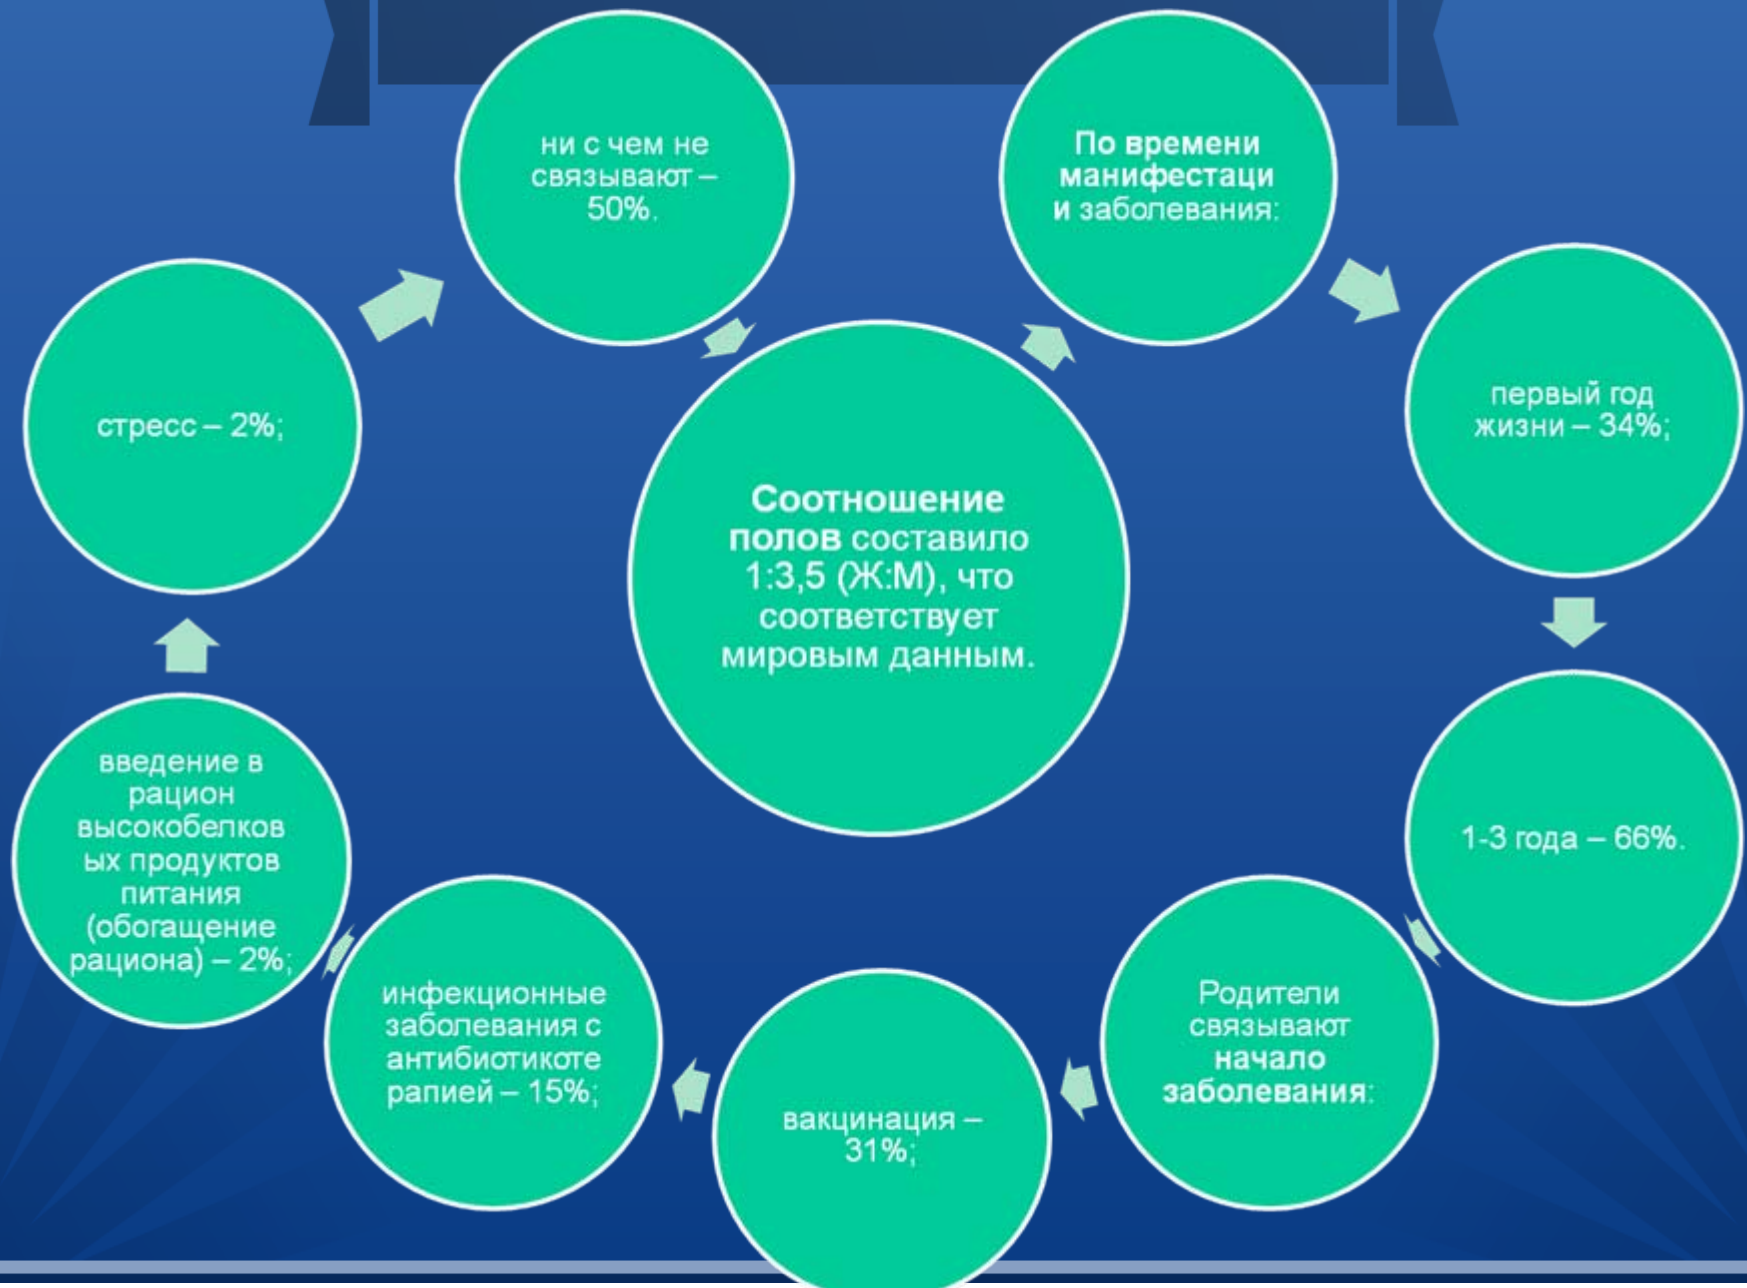 Соотношение
полов составило
1:3,5 (Ж:М), что
соответствует
мировым данным.
По времени
манифестаци
и заболевания:
первый год
жизни – 34%;
1-3 года – 66%.
Родители
связывают
начало
заболевания:
вакцинация –
31%;
инфекционные
заболевания с
антибиотикоте
рапией – 15%;
введение в
рацион
высокобелков
ых продуктов
питания
(обогащение
рациона) – 2%;
стресс – 2%;
ни с чем не
связывают –
50%.